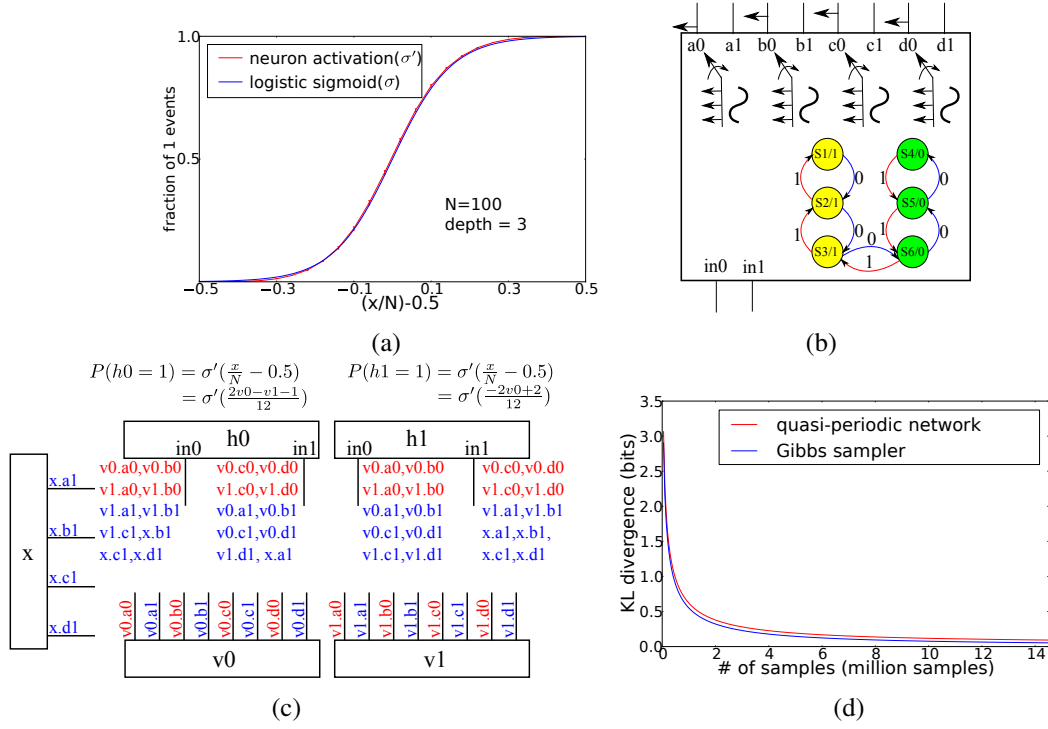 1.0
neuron activation(σ′)
logistic sigmoid(σ)
0.5
fraction of 1 events
N=100
depth = 3
−0.5 −0.3 −0.1 0.1 0.3 0.5
(x/N)-0.5
(a)
a0 a1 b0 b1 c0 c1 d0 d1
S1/1 S4/0
1 0 1 0
S2/1 S5/0
1 0 0 1 0
S3/1 S6/0
1
in0 in1
(b)
P(h0 = 1) = σ′(x/N − 0.5)
= σ′((2v0−v1−1)/12)
P(h1 = 1) = σ′(x/N − 0.5)
= σ′((−2v0+2)/12)
h0
in0 in1
h1
in0 in1
x
x.a1
x.b1
x.c1
x.d1
v0.a0,v0.b0 v0.c0,v0.d0 v0.a0,v0.b0 v0.c0,v0.d0
v1.a0,v1.b0 v1.c0,v1.d0 v1.a0,v1.b0 v1.c0,v1.d0
v1.a1,v1.b1 v0.a1,v0.b1 v0.a1,v0.b1 v1.a1,v1.b1
v1.c1,x.b1 v0.c1,v0.d1 v0.c1,v0.d1 x.a1,x.b1,
x.c1,x.d1 v1.d1, x.a1 v1.c1,v1.d1 x.c1,x.d1
v0.a0 v0.a1 v0.b0 v0.b1 v0.c0 v0.c1 v0.d0 v0.d1
v1.a0 v1.a1 v1.b0 v1.b1 v1.c0 v1.c1 v1.d0 v1.d1
v0 v1
(c)
3.5
3.0
2.5
2.0
1.5
1.0
0.5
0.0
KL divergence (bits)
quasi-periodic network
Gibbs sampler
0 2 4 6 8 10 12 14
# of samples (million samples)
(d)